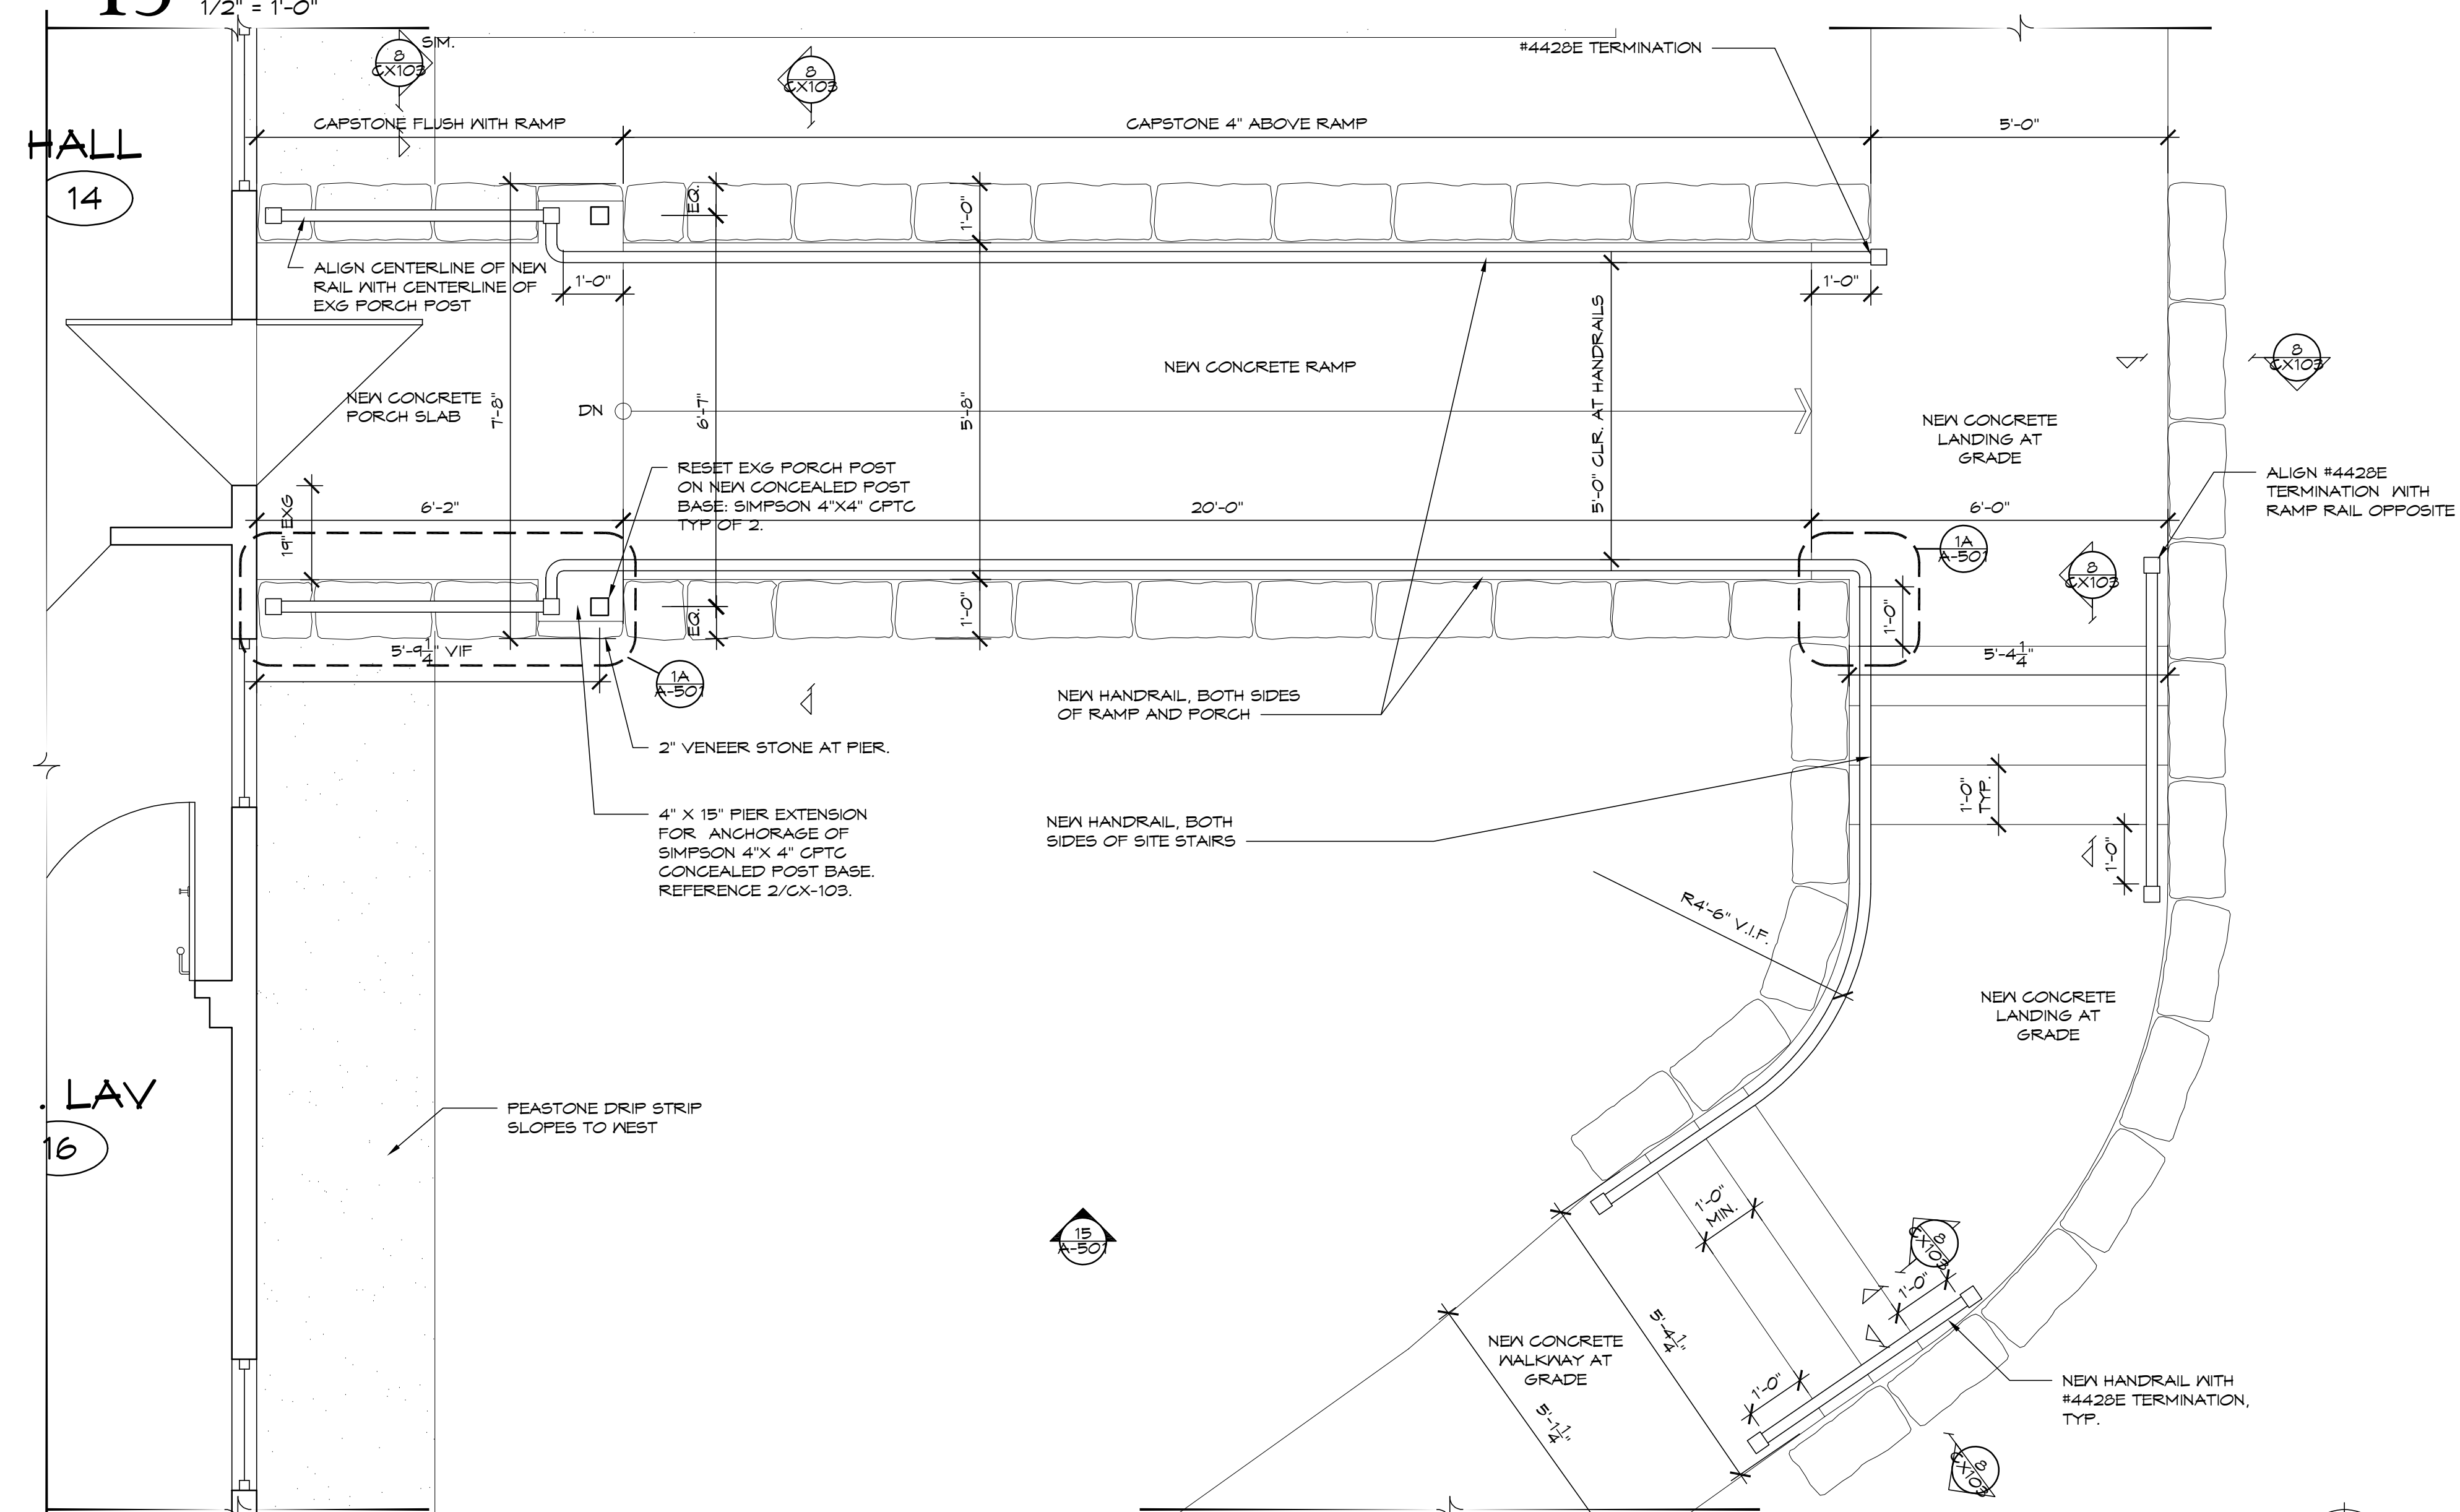 1/2" = 1'-0"
8
CX103
SIM.
8
CX103
#4428E TERMINATION
CAPSTONE FLUSH WITH RAMP
CAPSTONE 4" ABOVE RAMP
5'-0"
HALL
14
EQ.
1'-0"
ALIGN CENTERLINE OF NEW
RAIL WITH CENTERLINE OF
EXG PORCH POST
1'-0"
1'-0"
5'-0" CLR. AT HANDRAILS
NEW CONCRETE RAMP
8
CX103
NEW CONCRETE
PORCH SLAB
7'-8"
DN
6'-7"
5'-8"
NEW CONCRETE
LANDING AT
GRADE
RESET EXG PORCH POST
ON NEW CONCEALED POST
BASE: SIMPSON 4"X4" CPTC
TYP OF 2.
ALIGN #4428E
TERMINATION WITH
RAMP RAIL OPPOSITE
19" EXG
6'-2"
20'-0"
6'-0"
1A
A-501
8
CX103
EQ.
1'-0"
1'-0"
5'-9 1/4" VIF
5'-4 1/4"
1A
A-501
NEW HANDRAIL, BOTH SIDES
OF RAMP AND PORCH
2" VENEER STONE AT PIER.
1'-0"
TYP.
4" X 15" PIER EXTENSION
FOR ANCHORAGE OF
SIMPSON 4"X 4" CPTC
CONCEALED POST BASE.
REFERENCE 2/CX-103.
NEW HANDRAIL, BOTH
SIDES OF SITE STAIRS
1'-0"
R4'-6" V.I.F.
NEW CONCRETE
LANDING AT
GRADE
. LAV
16
PEASTONE DRIP STRIP
SLOPES TO WEST
1'-0"
MIN.
15
A-501
8
CX103
1'-0"
5'-4 1/4"
NEW CONCRETE
WALKWAY AT
GRADE
1'-0"
5'-1 1/4"
NEW HANDRAIL WITH
#4428E TERMINATION,
TYP.
8
CX103